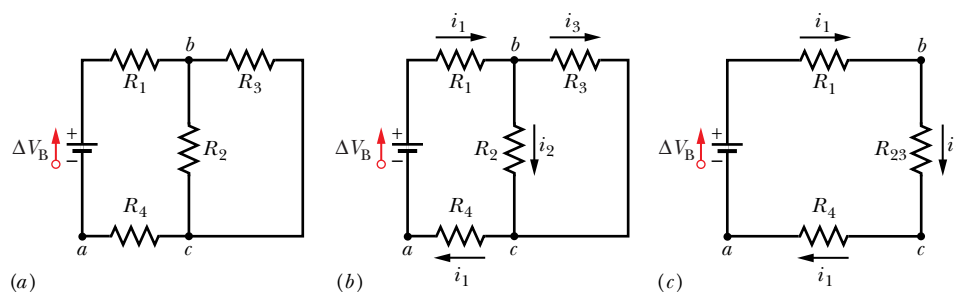 b
R1
R3
ΔVB
+
−
R2
R4
a
c
(a)
i1
i3
b
R1
R3
ΔVB
+
−
R2
i2
R4
a
c
i1
(b)
i1
b
R1
ΔVB
+
−
R23
i
R4
a
c
i1
(c)